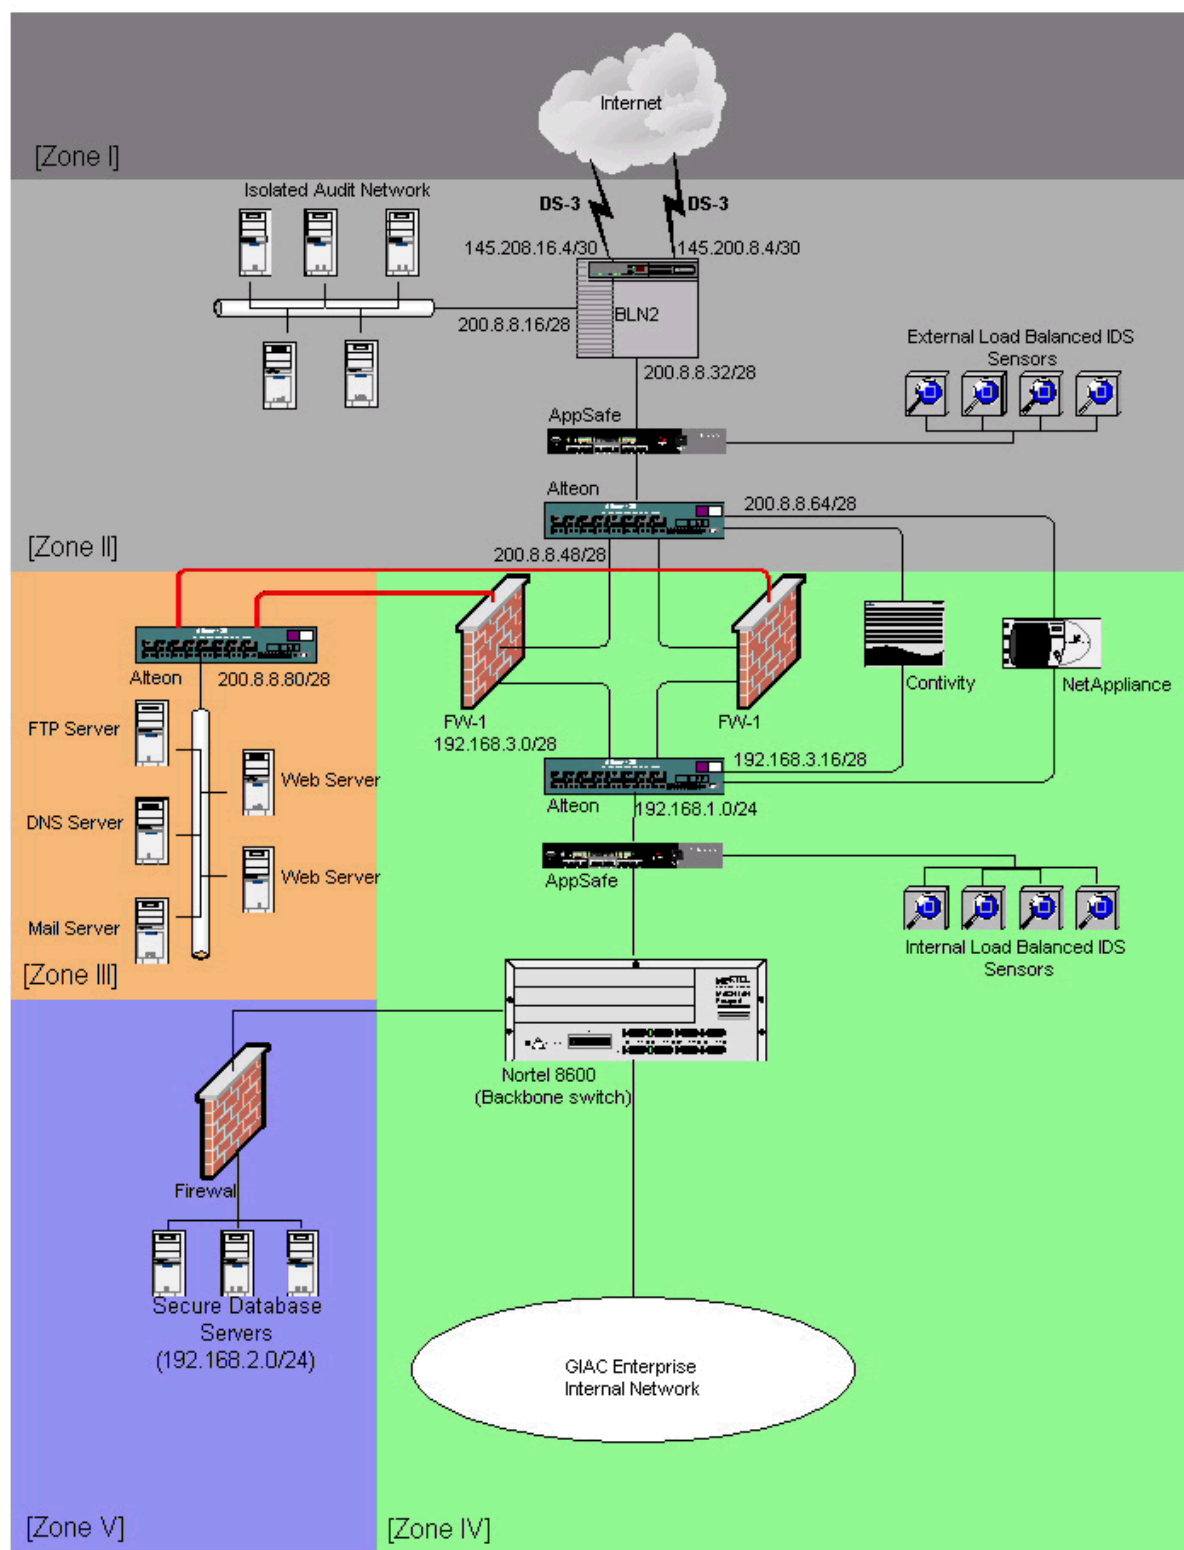 Internet
[Zone I]
Isolated Audit Network
DS-3
DS-3
145.208.16.4/30
145.200.8.4/30
BLN2
200.8.8.16/28
External Load Balanced IDS
Sensors
200.8.8.32/28
AppSafe
Alteon
200.8.8.64/28
[Zone II]
200.8.8.48/28
Alteon
200.8.8.80/28
Contivity
NetAppliance
FTP Server
FW-1
192.168.3.0/28
FW-1
192.168.3.16/28
Web Server
Alteon
192.168.1.0/24
DNS Server
Web Server
AppSafe
Mail Server
Internal Load Balanced IDS
Sensors
[Zone III]
Nortel 8600
(Backbone switch)
Firewal
Secure Database
Servers
(192.168.2.0/24)
GIAC Enterprise
Internal Network
[Zone V]
[Zone IV]